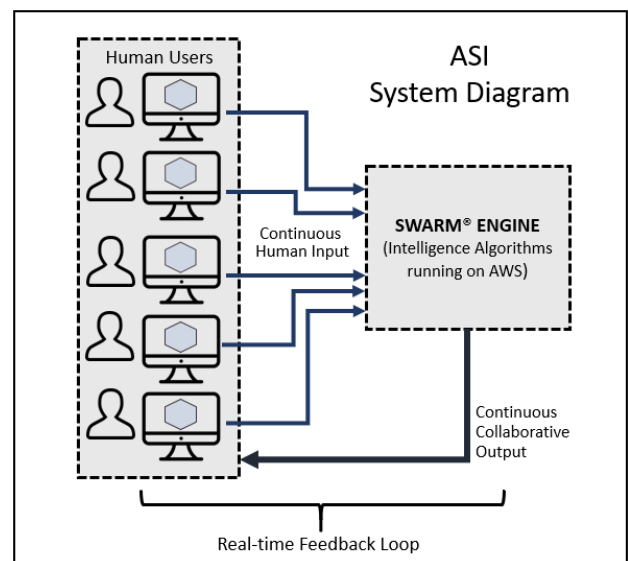 Human Users
ASI
System Diagram
Continuous
Human Input
SWARM® ENGINE
(Intelligence Algorithms
running on AWS)
Continuous
Collaborative
Output
Real-time Feedback Loop